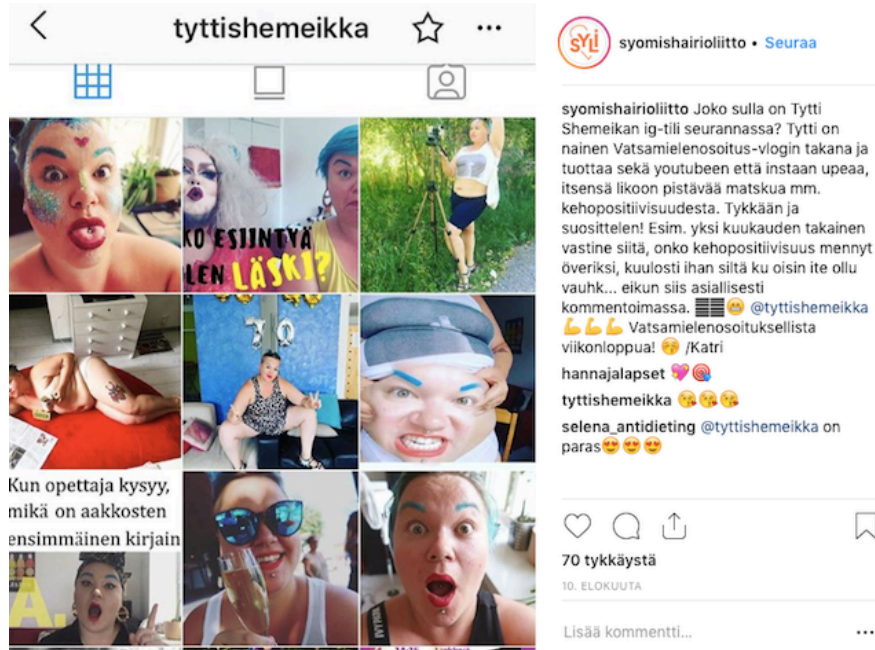 tyttishemeikka
KO ESIINTYÄ
LEN LÄSKI?
70
Kun opettaja kysyy,
mikä on aakkosten
ensimmäinen kirjain
A.
SYLI
syomishairioliitto • Seuraa
syomishairioliitto Joko sulla on Tytti
Shemeikan ig-tili seurannassa? Tytti on
nainen Vatsamielenosoitus-vlogin takana ja
tuottaa sekä youtubeen että instaan upeaa,
itsensä likoon pistävää matskua mm.
kehopositiivisuudesta. Tykkään ja
suosittelen! Esim. yksi kuukauden takainen
vastine siitä, onko kehopositiivisuus mennyt
överiksi, kuulosti ihan siltä ku oisin ite ollu
vauhk... eikun siis asiallisesti
kommentoimassa. 😁 @tyttishemeikka
💪💪💪 Vatsamielenosoituksellista
viikonloppua! 😚 /Katri
hannajalapset 💖🎯
tyttishemeikka 😘😘😘
selena_antidieting @tyttishemeikka on
paras😍😍😍
70 tykkäystä
10. ELOKUUTA
Lisää kommentti...